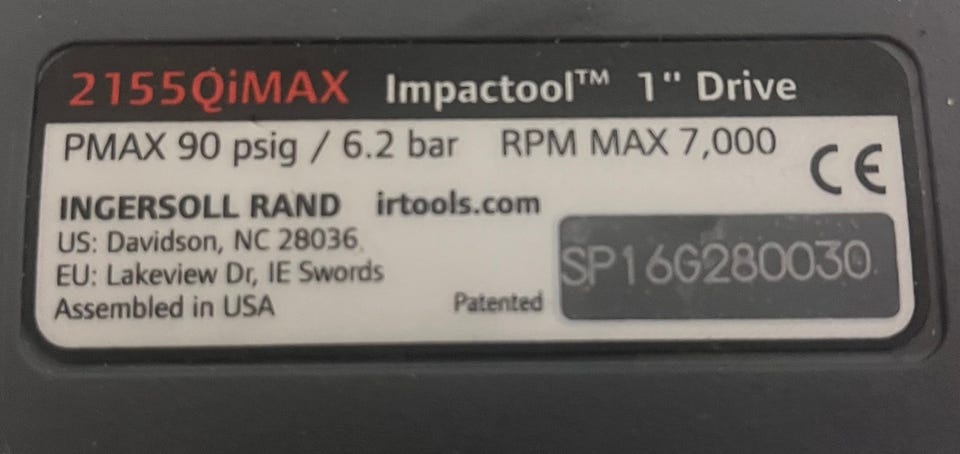 2155QiMAX Impactool™ 1" Drive
PMAX 90 psig / 6.2 bar RPM MAX 7,000
CE
INGERSOLL RAND irtools.com
US: Davidson, NC 28036
EU: Lakeview Dr, IE Swords
Assembled in USA
Patented
SP16G280030